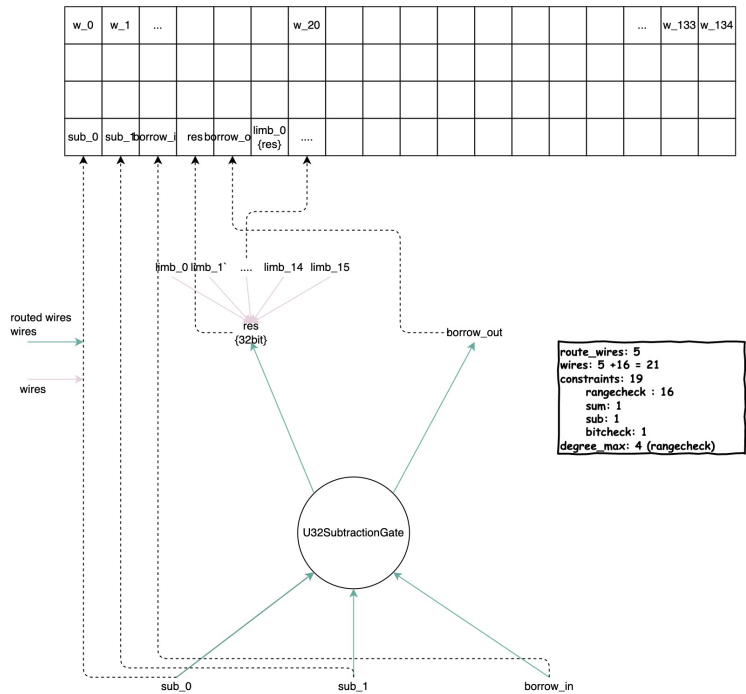 w_0 w_1 ... w_20 ... w_133 w_134
sub_0 sub_1 borrow_i res borrow_o limb_0 ....
{res}
limb_0 limb_1` .... limb_14 limb_15
routed wires
wires
res
{32bit}
borrow_out
wires
route_wires: 5
wires: 5 +16 = 21
constraints: 19
rangecheck : 16
sum: 1
sub: 1
bitcheck: 1
degree_max: 4 (rangecheck)
U32SubtractionGate
sub_0 sub_1 borrow_in